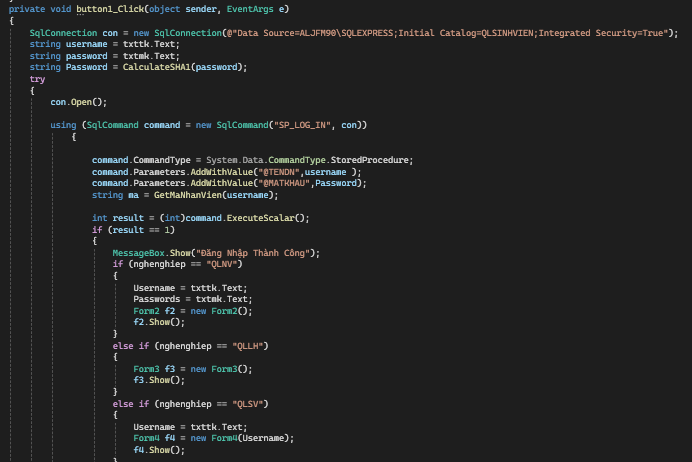 private void button1_Click(object sender, EventArgs e)
{
SqlConnection con = new SqlConnection(@"Data Source=ALJFM90\SQLEXPRESS;Initial Catalog=QLSINHVIEN;Integrated Security=True");
string username = txttk.Text;
string password = txtmk.Text;
string Password = CalculateSHA1(password);
try
{
con.Open();
using (SqlCommand command = new SqlCommand("SP_LOG_IN", con))
{
command.CommandType = System.Data.CommandType.StoredProcedure;
command.Parameters.AddWithValue("@TENDN",username );
command.Parameters.AddWithValue("@MATKHAU",Password);
string ma = GetMaNhanVien(username);
int result = (int)command.ExecuteScalar();
if (result == 1)
{
MessageBox.Show("Đăng Nhập Thành Công");
if (nghenghiep == "QLNV")
{
Username = txttk.Text;
Passwords = txtmk.Text;
Form2 f2 = new Form2();
f2.Show();
}
else if (nghenghiep == "QLLH")
{
Form3 f3 = new Form3();
f3.Show();
}
else if (nghenghiep == "QLSV")
{
Username = txttk.Text;
Form4 f4 = new Form4(Username);
f4.Show();
}